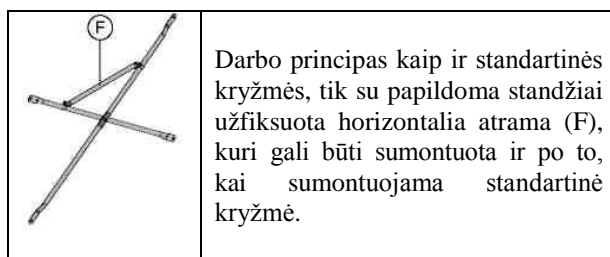 F
Darbo principas kaip ir standartinės
kryžmės, tik su papildoma standžiai
užfiksuota horizontalia atrama (F),
kuri gali būti sumontuota ir po to,
kai sumontuojama standartinė
kryžmė.